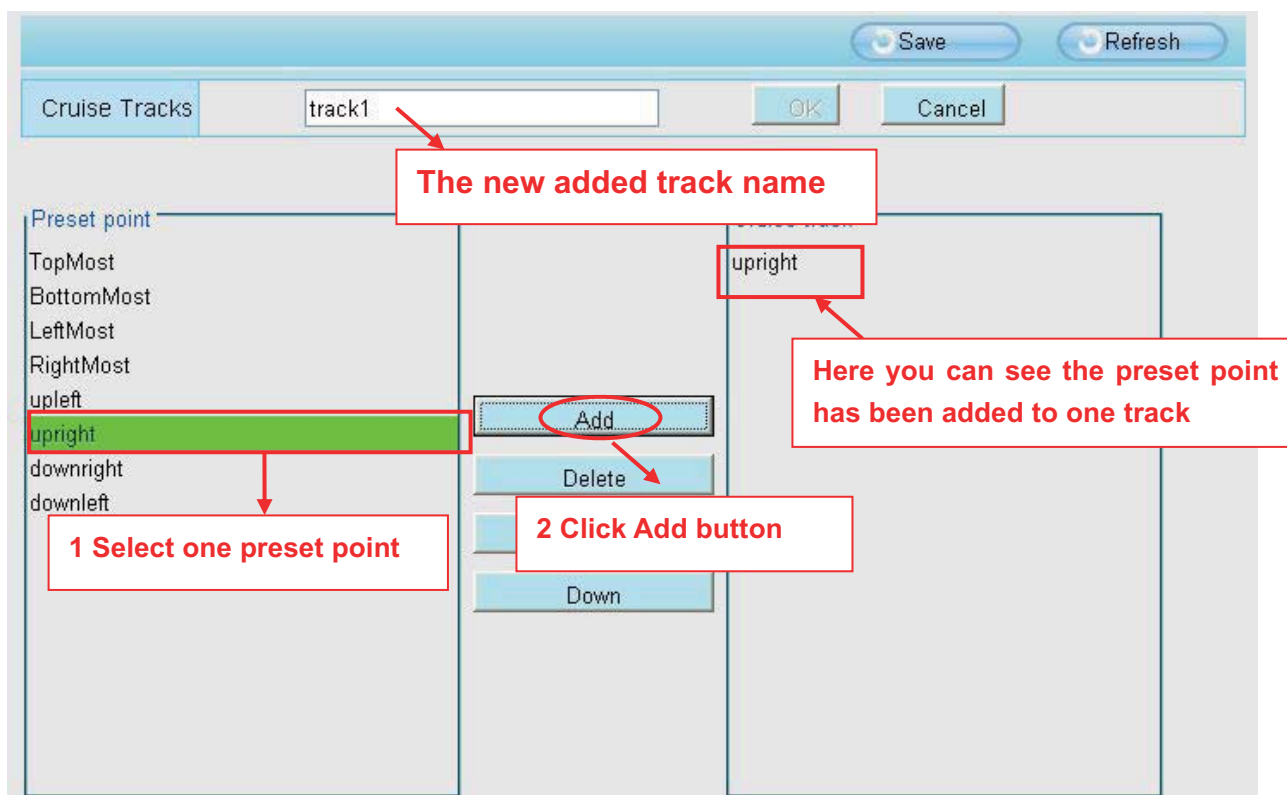 Save Refresh
Cruise Tracks track1 OK Cancel
The new added track name
Preset point
TopMost
BottomMost
LeftMost
RightMost
upleft
upright
downright
downleft
1 Select one preset point
Add
Delete
2 Click Add button
Down
upright
Here you can see the preset point
has been added to one track